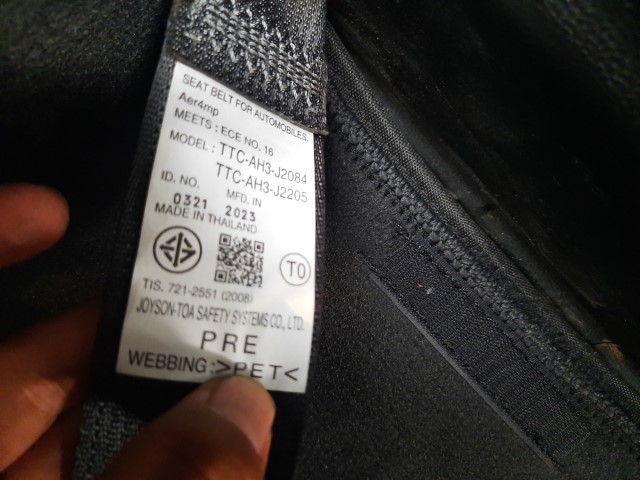 SEAT BELT FOR AUTOMOBILES.
Aer4mp
MEETS : ECE NO. 16
MODEL : TTC-AH3-J2084
TTC-AH3-J2205
ID. NO. MFD. IN
0321 2023
MADE IN THAILAND
T0
TIS. 721-2551 (2008)
JOYSON-TOA SAFETY SYSTEMS CO., LTD.
PRE
WEBBING :>PET<